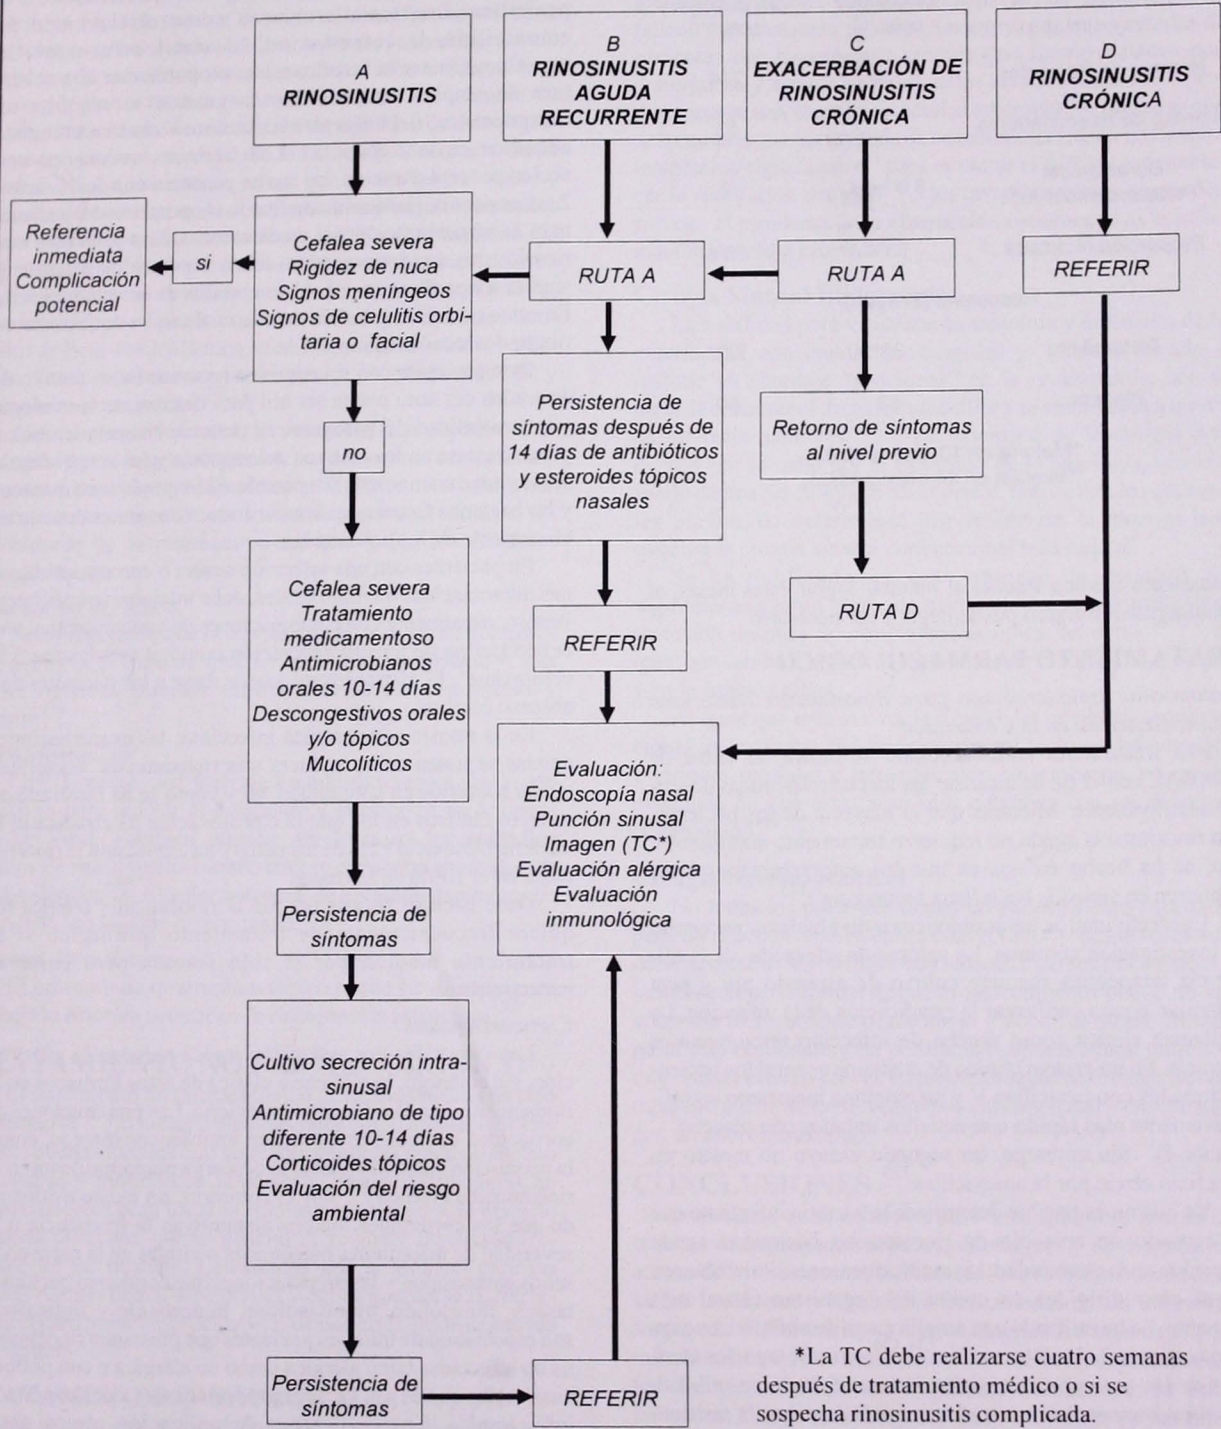 A
RINOSINUSITIS
B
RINOSINUSITIS
AGUDA
RECURRENTE
C
EXACERBACIÓN DE
RINOSINUSITIS
CRÓNICA
D
RINOSINUSITIS
CRÓNICA
Referencia
inmediata
Complicación
potencial
si
Cefalea severa
Rigidez de nuca
Signos meníngeos
Signos de celulitis orbi-
taria o facial
RUTA A
RUTA A
REFERIR
no
Persistencia de
síntomas después de
14 días de antibióticos
y esteroides tópicos
nasales
Retorno de síntomas
al nivel previo
Cefalea severa
Tratamiento
medicamentoso
Antimicrobianos
orales 10-14 días
Descongestivos orales
y/o tópicos
Mucolíticos
REFERIR
RUTA D
Evaluación:
Endoscopía nasal
Punción sinusal
Imagen (TC*)
Evaluación alérgica
Evaluación
inmunológica
Persistencia de
síntomas
Cultivo secreción intra-
sinusal
Antimicrobiano de tipo
diferente 10-14 días
Corticoides tópicos
Evaluación del riesgo
ambiental
Persistencia de
síntomas
REFERIR
*La TC debe realizarse cuatro semanas
después de tratamiento médico o si se
sospecha rinosinusitis complicada.